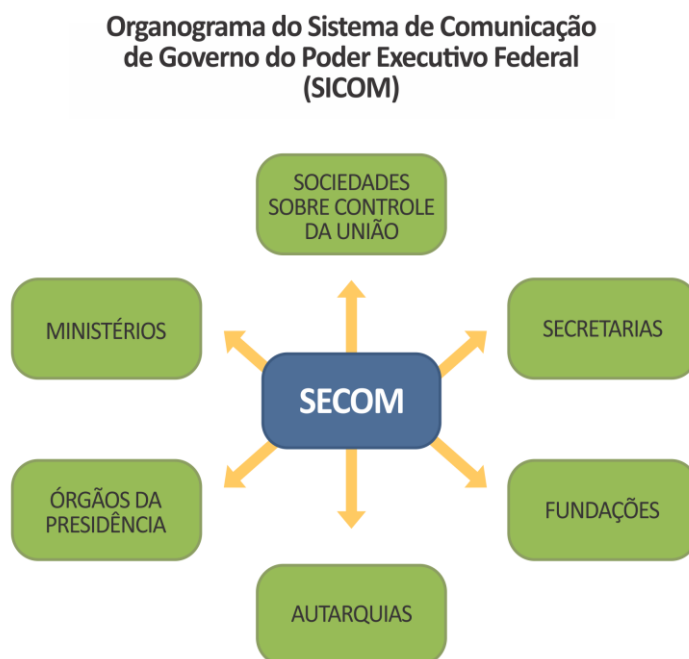 Organograma do Sistema de Comunicação
de Governo do Poder Executivo Federal
(SICOM)
SOCIEDADES
SOBRE CONTROLE
DA UNIÃO
MINISTÉRIOS
SECRETARIAS
SECOM
ÓRGÃOS DA
PRESIDÊNCIA
FUNDAÇÕES
AUTARQUIAS